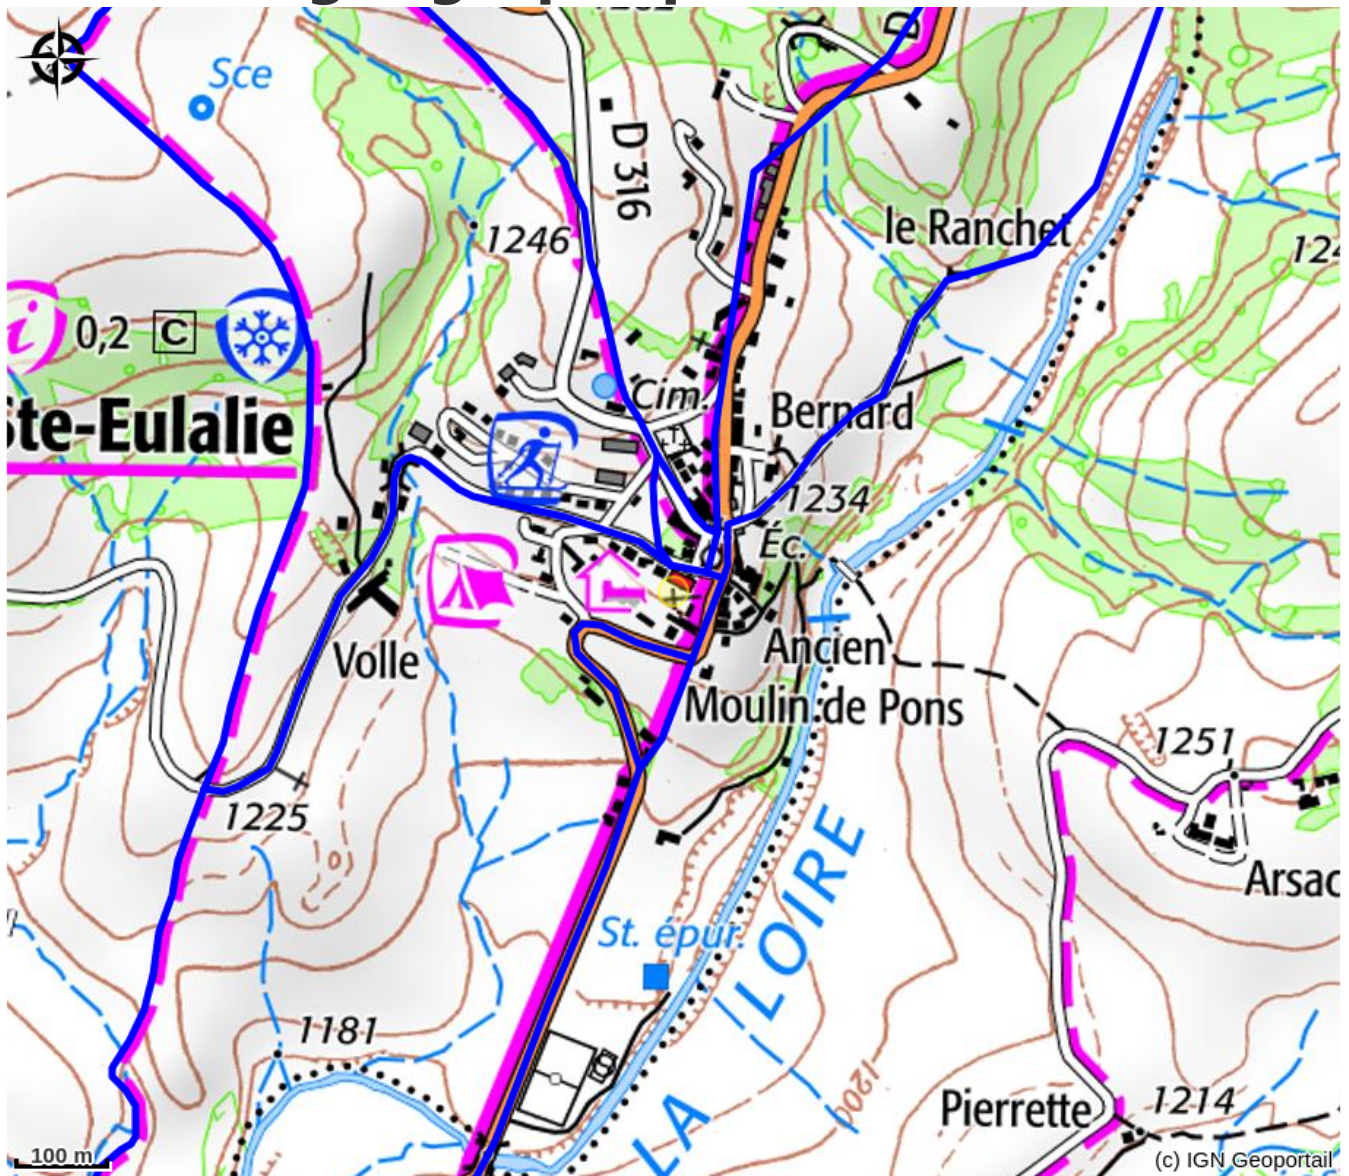 Sce
D 316
D
1246
le Ranchet
0,2 C
Cim.
Bernard
Ste-Eulalie
1234
Éc.
Volle
Ancien
Moulin de Pons
1251
1225
Arsac
LA LOIRE
St. épur.
1181
1200
Pierrette
1214
100 m
(c) IGN Geoportail